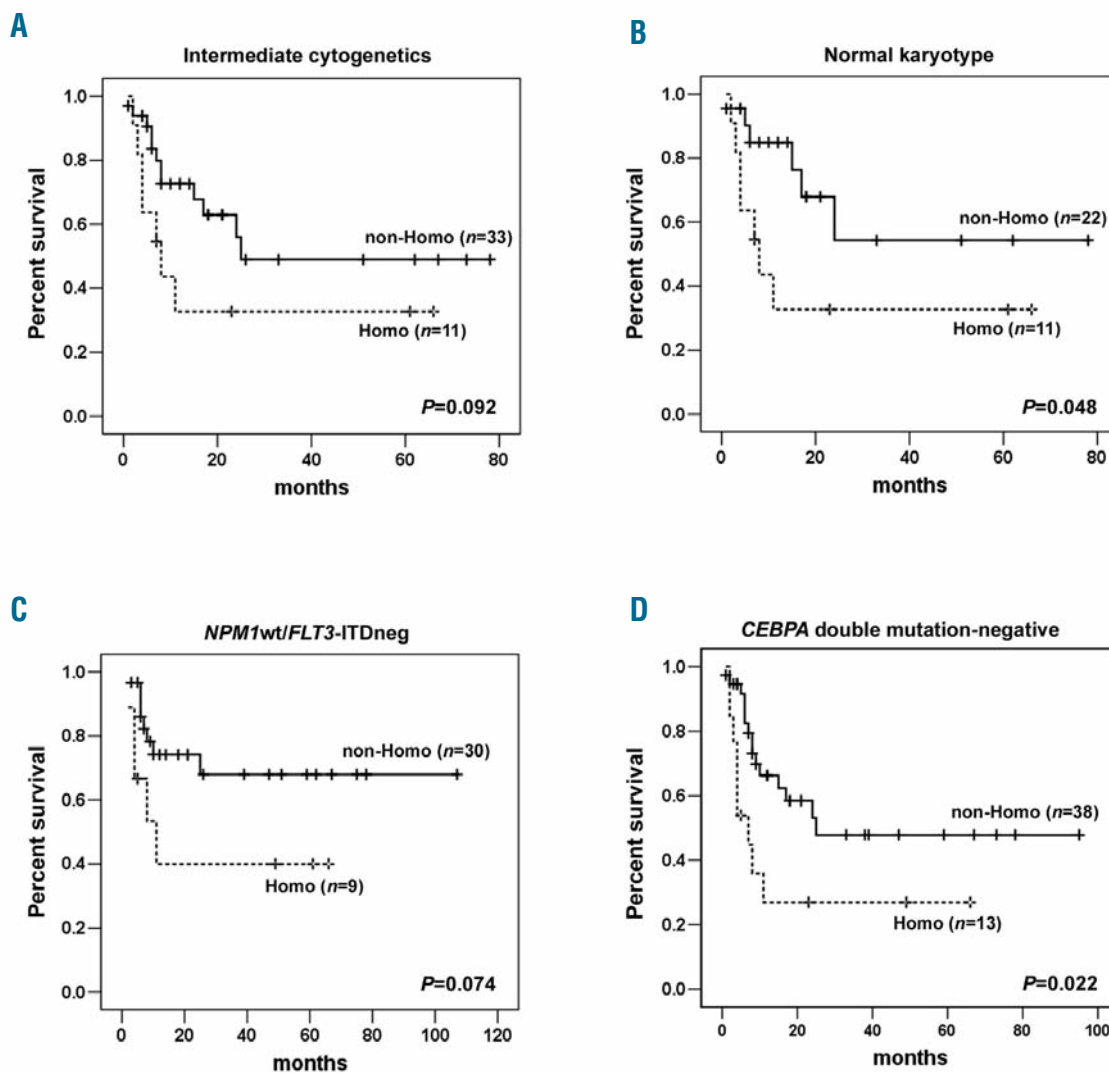 A
Intermediate cytogenetics
Percent survival
1.0
0.8
0.6
0.4
0.2
0.0
non-Homo (n=33)
Homo (n=11)
P=0.092
0 20 40 60 80
months
B
Normal karyotype
Percent survival
1.0
0.8
0.6
0.4
0.2
0.0
non-Homo (n=22)
Homo (n=11)
P=0.048
0 20 40 60 80
months
C
NPM1wt/FLT3-ITDneg
Percent survival
1.0
0.8
0.6
0.4
0.2
0.0
non-Homo (n=30)
Homo (n=9)
P=0.074
0 20 40 60 80 100 120
months
D
CEBPA double mutation-negative
Percent survival
1.0
0.8
0.6
0.4
0.2
0.0
non-Homo (n=38)
Homo (n=13)
P=0.022
0 20 40 60 80 100
months